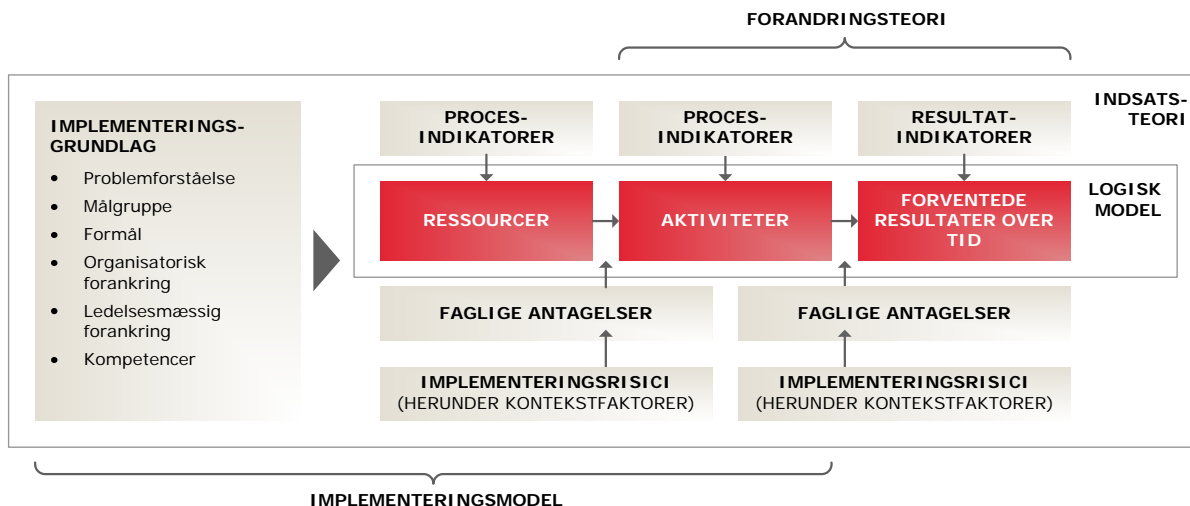 FORANDRINGSTEORI
INDSATS-
TEORI
IMPLEMENTERINGS-
GRUNDLAG
• Problemforståelse
• Målgruppe
• Formål
• Organisatorisk
forankring
• Ledelsesmæssig
forankring
• Kompetencer
PROCES-
INDIKATORER
PROCES-
INDIKATORER
RESULTAT-
INDIKATORER
LOGISK
MODEL
RESSOURCER
AKTIVITETER
FORVENTEDE
RESULTATER OVER
TID
FAGLIGE ANTAGELSER
FAGLIGE ANTAGELSER
IMPLEMENTERINGSRISICI
(HERUNDER KONTEKSTFAKTORER)
IMPLEMENTERINGSRISICI
(HERUNDER KONTEKSTFAKTORER)
IMPLEMENTERINGSMODEL